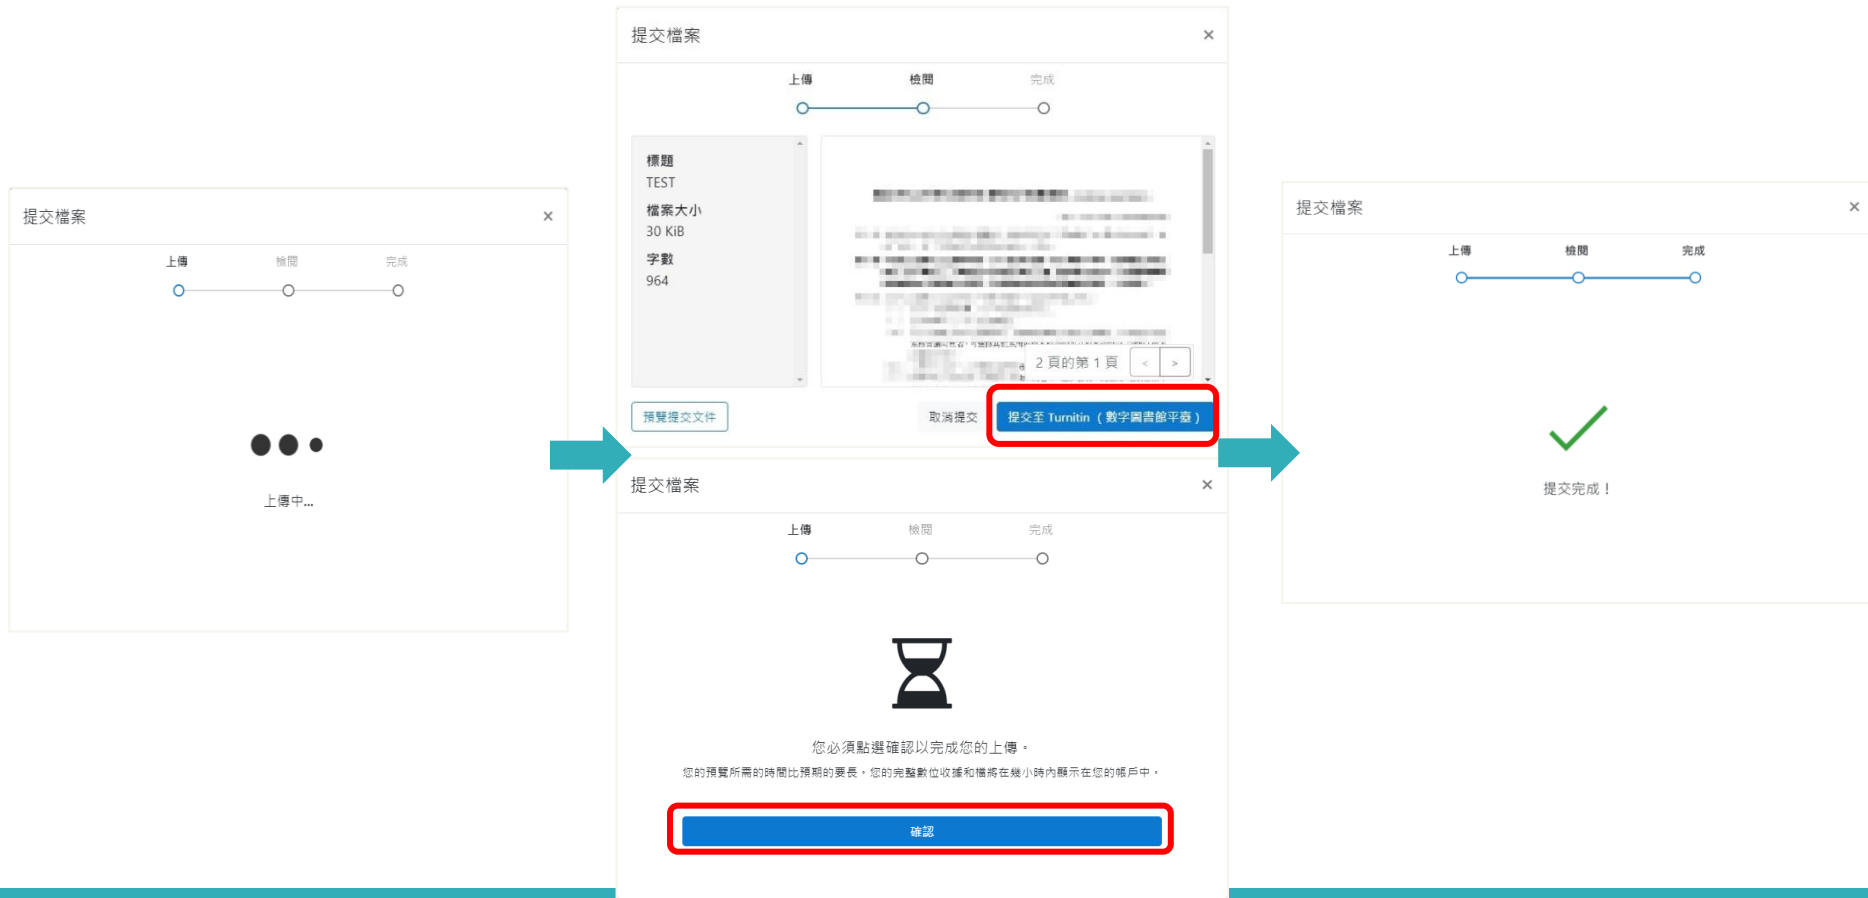 提交檔案
×
上傳
檢閱
完成
上傳中...
提交檔案
×
上傳
檢閱
完成
標題
TEST
檔案大小
30 KiB
字數
964
2 頁的第 1 頁
<
>
預覽提交文件
取消提交
提交至 Turnitin （數字圖書館平臺）
提交檔案
×
上傳
檢閱
完成
您必須點選確認以完成您的上傳。
您的預覽所需的時間比預期的要長。您的完整數位收據和檔將在幾小時內顯示在您的帳戶中。
確認
提交檔案
×
上傳
檢閱
完成
提交完成！